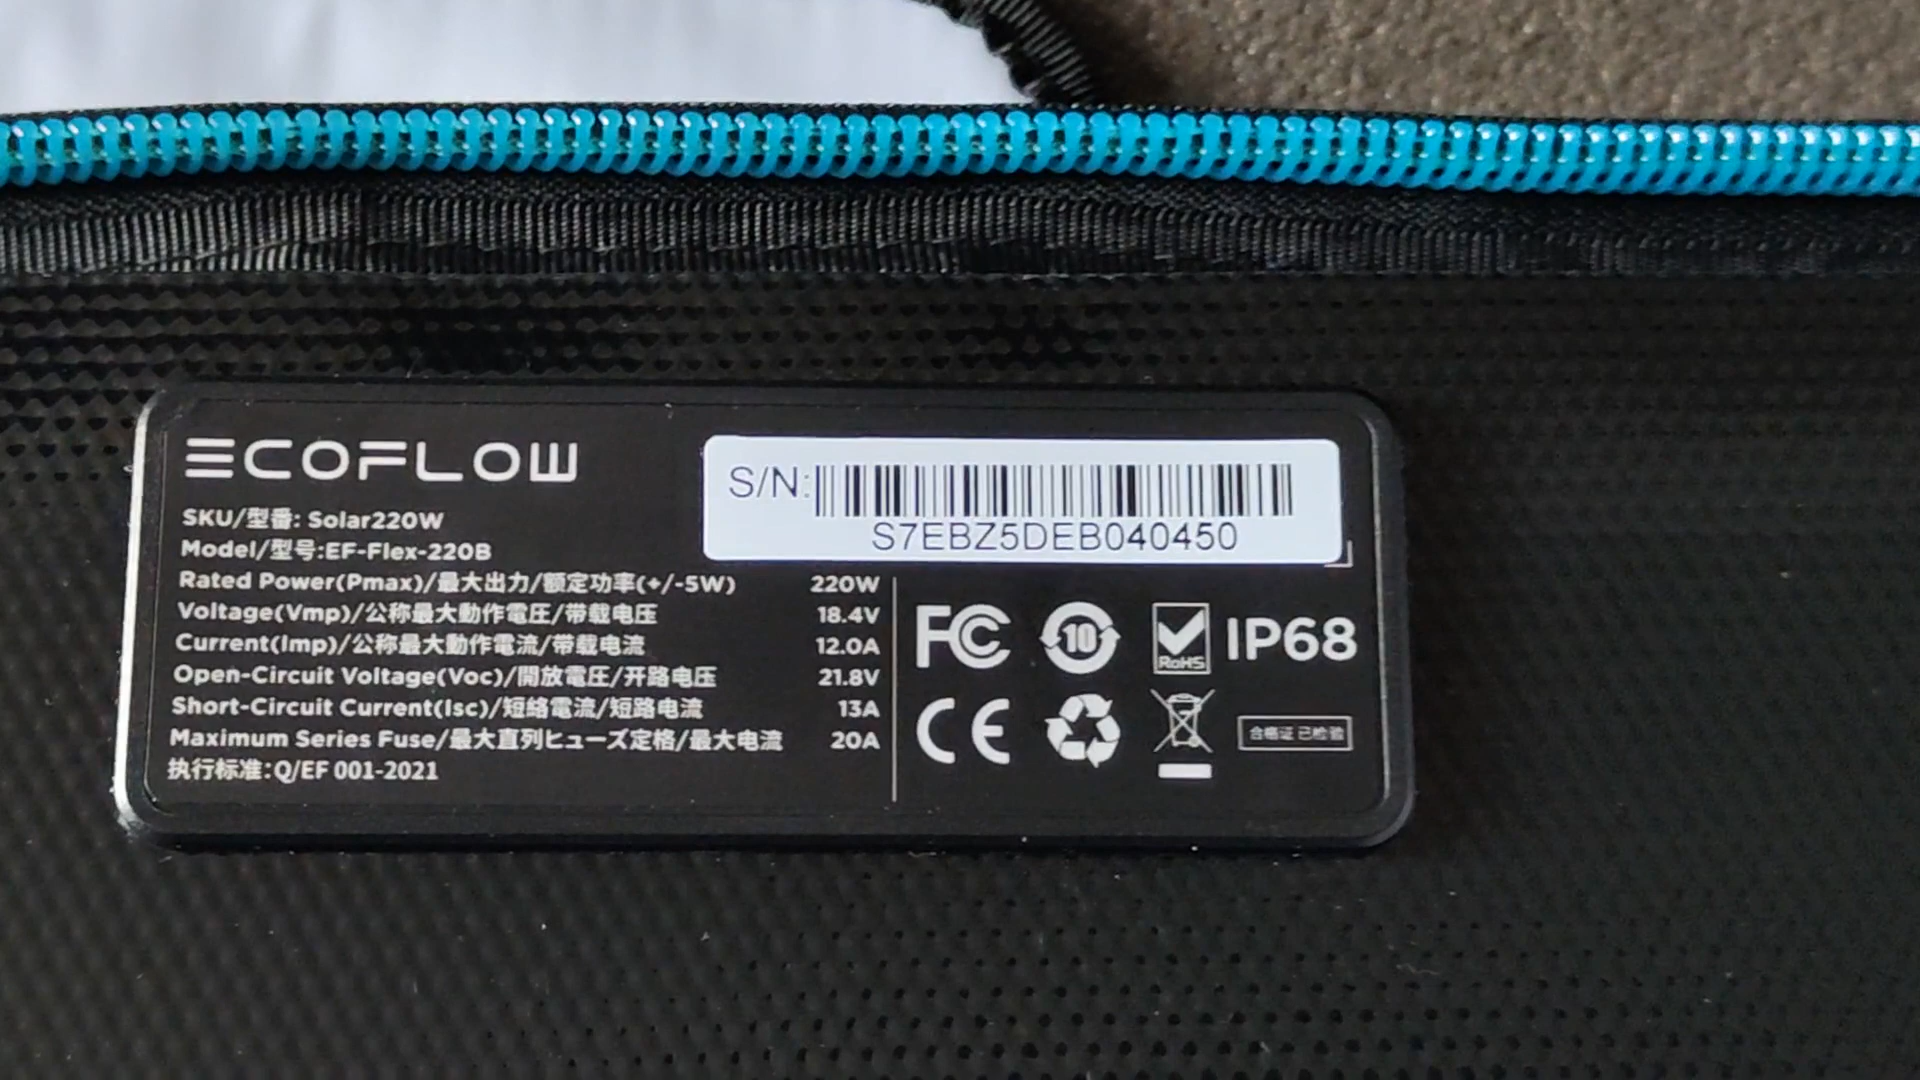 ECOFLOW
S/N:
S7EBZ5DEB040450
SKU/型番: Solar220W
Model/型号:EF-Flex-220B
Rated Power(Pmax)/最大出力/额定功率(+/-5W) 220W
Voltage(Vmp)/公称最大動作電圧/带载电压 18.4V
Current(Imp)/公称最大動作電流/带载电流 12.0A
Open-Circuit Voltage(Voc)/開放電圧/开路电压 21.8V
Short-Circuit Current(Isc)/短絡電流/短路电流 13A
Maximum Series Fuse/最大直列ヒューズ定格/最大电流 20A
执行标准:Q/EF 001-2021
FC 10 RoHS IP68
CE 合格证 已检验